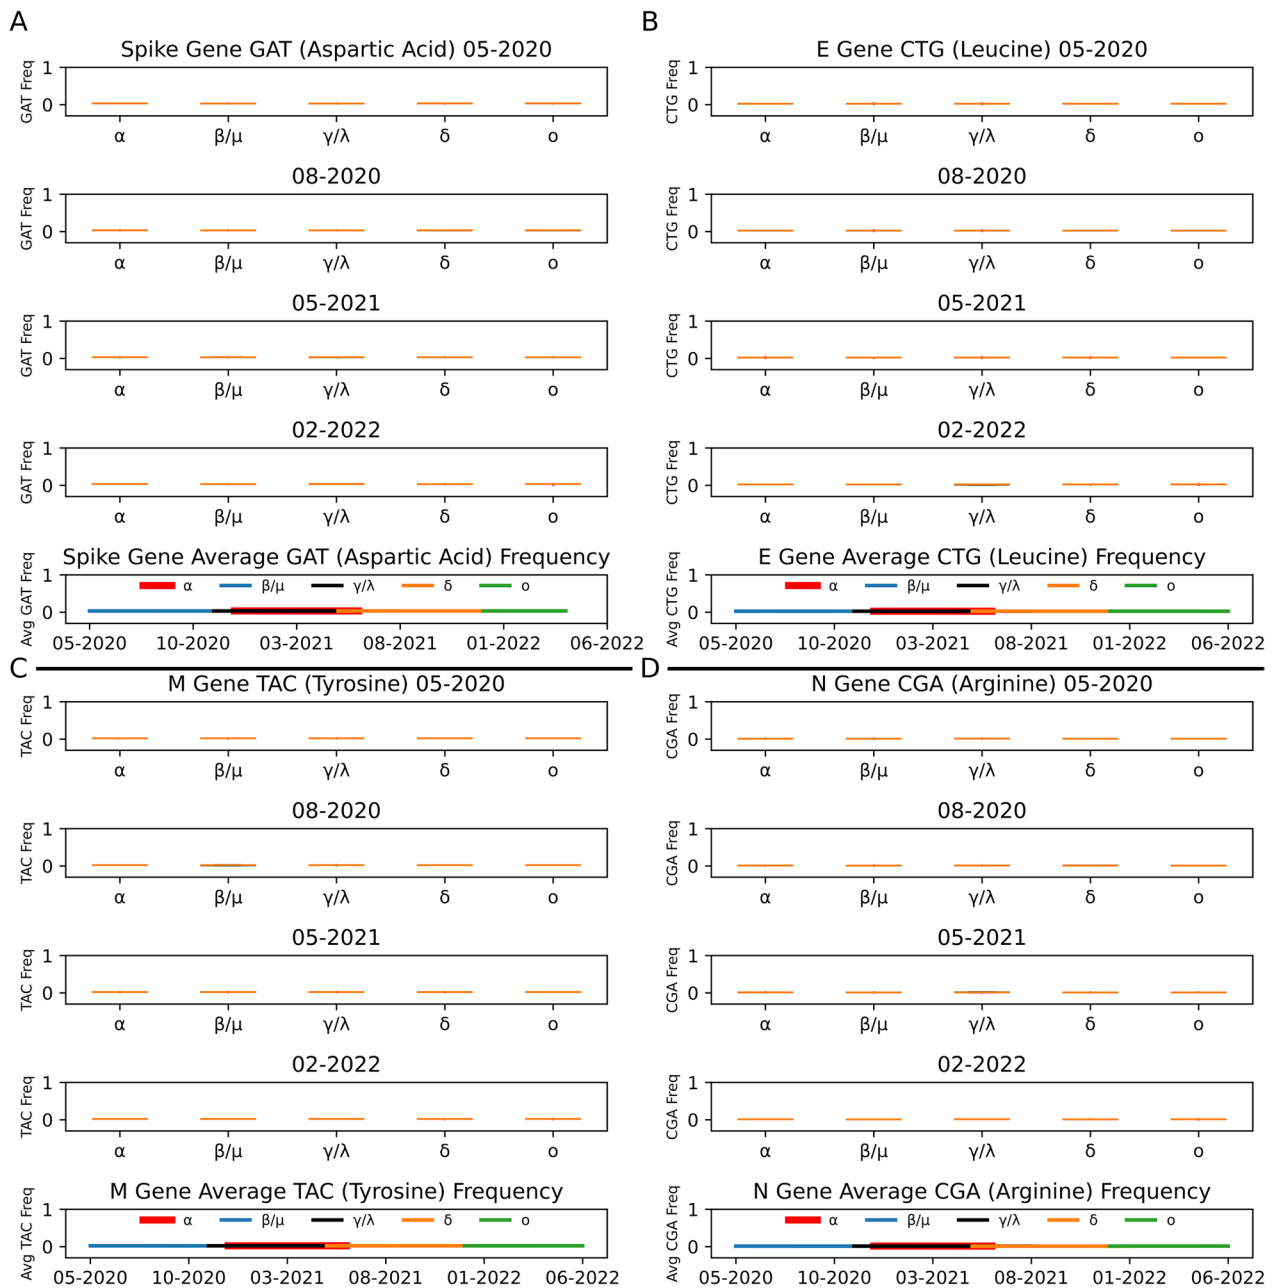 A
Spike Gene GAT (Aspartic Acid) 05-2020
GAT Freq
1
0
α β/μ γ/λ δ ο
08-2020
GAT Freq
1
0
α β/μ γ/λ δ ο
05-2021
GAT Freq
1
0
α β/μ γ/λ δ ο
02-2022
GAT Freq
1
0
α β/μ γ/λ δ ο
Spike Gene Average GAT (Aspartic Acid) Frequency
Avg GAT Freq
1
0
α β/μ γ/λ δ ο
05-2020 10-2020 03-2021 08-2021 01-2022 06-2022
B
E Gene CTG (Leucine) 05-2020
CTG Freq
1
0
α β/μ γ/λ δ ο
08-2020
CTG Freq
1
0
α β/μ γ/λ δ ο
05-2021
CTG Freq
1
0
α β/μ γ/λ δ ο
02-2022
CTG Freq
1
0
α β/μ γ/λ δ ο
E Gene Average CTG (Leucine) Frequency
Avg CTG Freq
1
0
α β/μ γ/λ δ ο
05-2020 10-2020 03-2021 08-2021 01-2022 06-2022
C
M Gene TAC (Tyrosine) 05-2020
TAC Freq
1
0
α β/μ γ/λ δ ο
08-2020
TAC Freq
1
0
α β/μ γ/λ δ ο
05-2021
TAC Freq
1
0
α β/μ γ/λ δ ο
02-2022
TAC Freq
1
0
α β/μ γ/λ δ ο
M Gene Average TAC (Tyrosine) Frequency
Avg TAC Freq
1
0
α β/μ γ/λ δ ο
05-2020 10-2020 03-2021 08-2021 01-2022 06-2022
D
N Gene CGA (Arginine) 05-2020
CGA Freq
1
0
α β/μ γ/λ δ ο
08-2020
CGA Freq
1
0
α β/μ γ/λ δ ο
05-2021
CGA Freq
1
0
α β/μ γ/λ δ ο
02-2022
CGA Freq
1
0
α β/μ γ/λ δ ο
N Gene Average CGA (Arginine) Frequency
Avg CGA Freq
1
0
α β/μ γ/λ δ ο
05-2020 10-2020 03-2021 08-2021 01-2022 06-2022